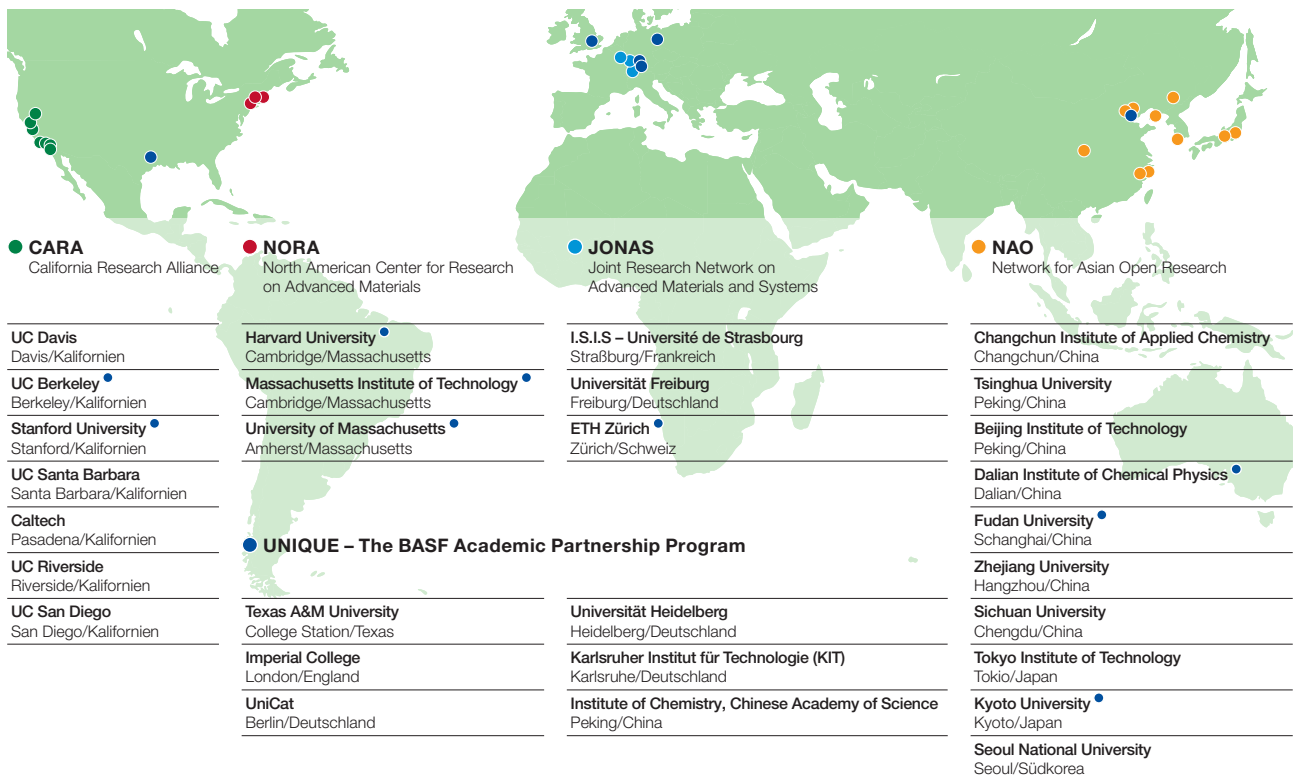 CARA
California Research Alliance
UC Davis
Davis/Kalifornien
UC Berkeley
Berkeley/Kalifornien
Stanford University
Stanford/Kalifornien
UC Santa Barbara
Santa Barbara/Kalifornien
Caltech
Pasadena/Kalifornien
UC Riverside
Riverside/Kalifornien
UC San Diego
San Diego/Kalifornien
NORA
North American Center for Research
on Advanced Materials
Harvard University
Cambridge/Massachusetts
Massachusetts Institute of Technology
Cambridge/Massachusetts
University of Massachusetts
Amherst/Massachusetts
JONAS
Joint Research Network on
Advanced Materials and Systems
I.S.I.S – Université de Strasbourg
Straßburg/Frankreich
Universität Freiburg
Freiburg/Deutschland
ETH Zürich
Zürich/Schweiz
UNIQUE – The BASF Academic Partnership Program
Texas A&M University
College Station/Texas
Imperial College
London/England
UniCat
Berlin/Deutschland
Universität Heidelberg
Heidelberg/Deutschland
Karlsruher Institut für Technologie (KIT)
Karlsruhe/Deutschland
Institute of Chemistry, Chinese Academy of Science
Peking/China
NAO
Network for Asian Open Research
Changchun Institute of Applied Chemistry
Changchun/China
Tsinghua University
Peking/China
Beijing Institute of Technology
Peking/China
Dalian Institute of Chemical Physics
Dalian/China
Fudan University
Schanghai/China
Zhejiang University
Hangzhou/China
Sichuan University
Chengdu/China
Tokyo Institute of Technology
Tokio/Japan
Kyoto University
Kyoto/Japan
Seoul National University
Seoul/Südkorea